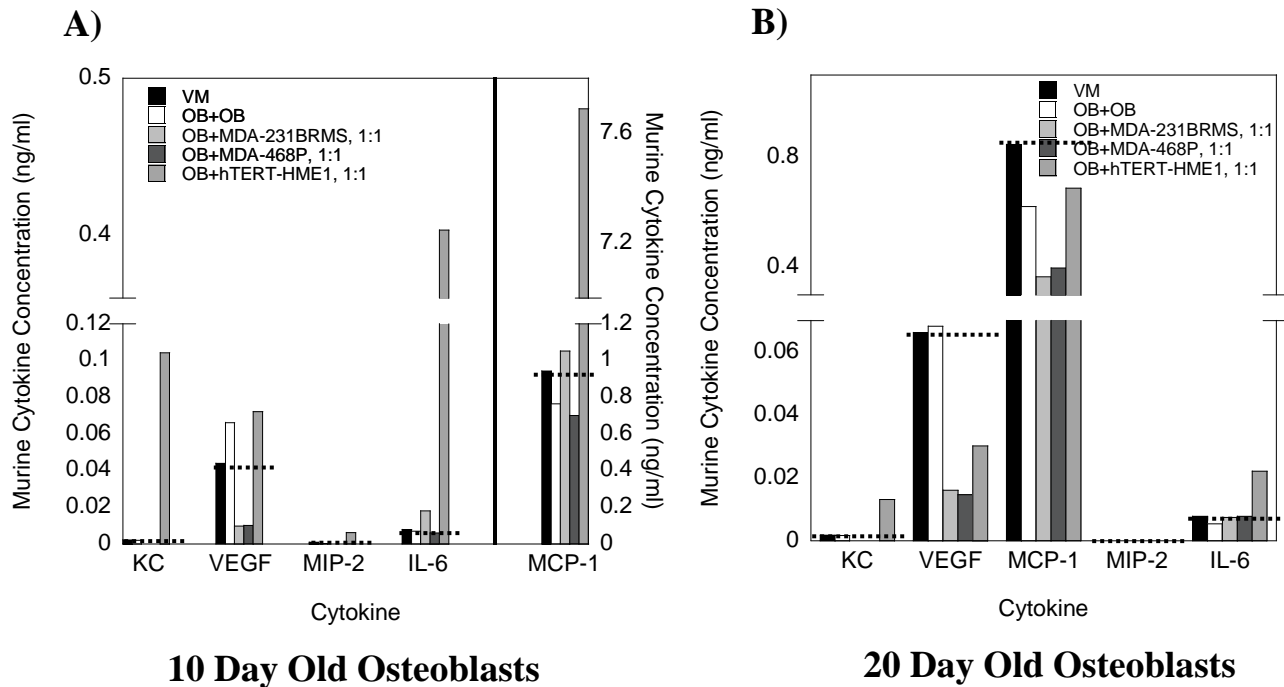 A)
Murine Cytokine Concentration (ng/ml)
0.5
0.4
0.12
0.1
0.08
0.06
0.04
0.02
0
VM
OB+OB
OB+MDA-231BRMS, 1:1
OB+MDA-468P, 1:1
OB+hTERT-HME1, 1:1
7.6
7.2
1.2
1
0.8
0.6
0.4
0.2
0
Murine Cytokine Concentration (ng/ml)
KC VEGF MIP-2 IL-6 MCP-1
Cytokine
10 Day Old Osteoblasts
B)
Murine Cytokine Concentration (ng/ml)
0.8
0.4
0.06
0.04
0.02
0
VM
OB+OB
OB+MDA-231BRMS, 1:1
OB+MDA-468P, 1:1
OB+hTERT-HME1, 1:1
KC VEGF MCP-1 MIP-2 IL-6
Cytokine
20 Day Old Osteoblasts